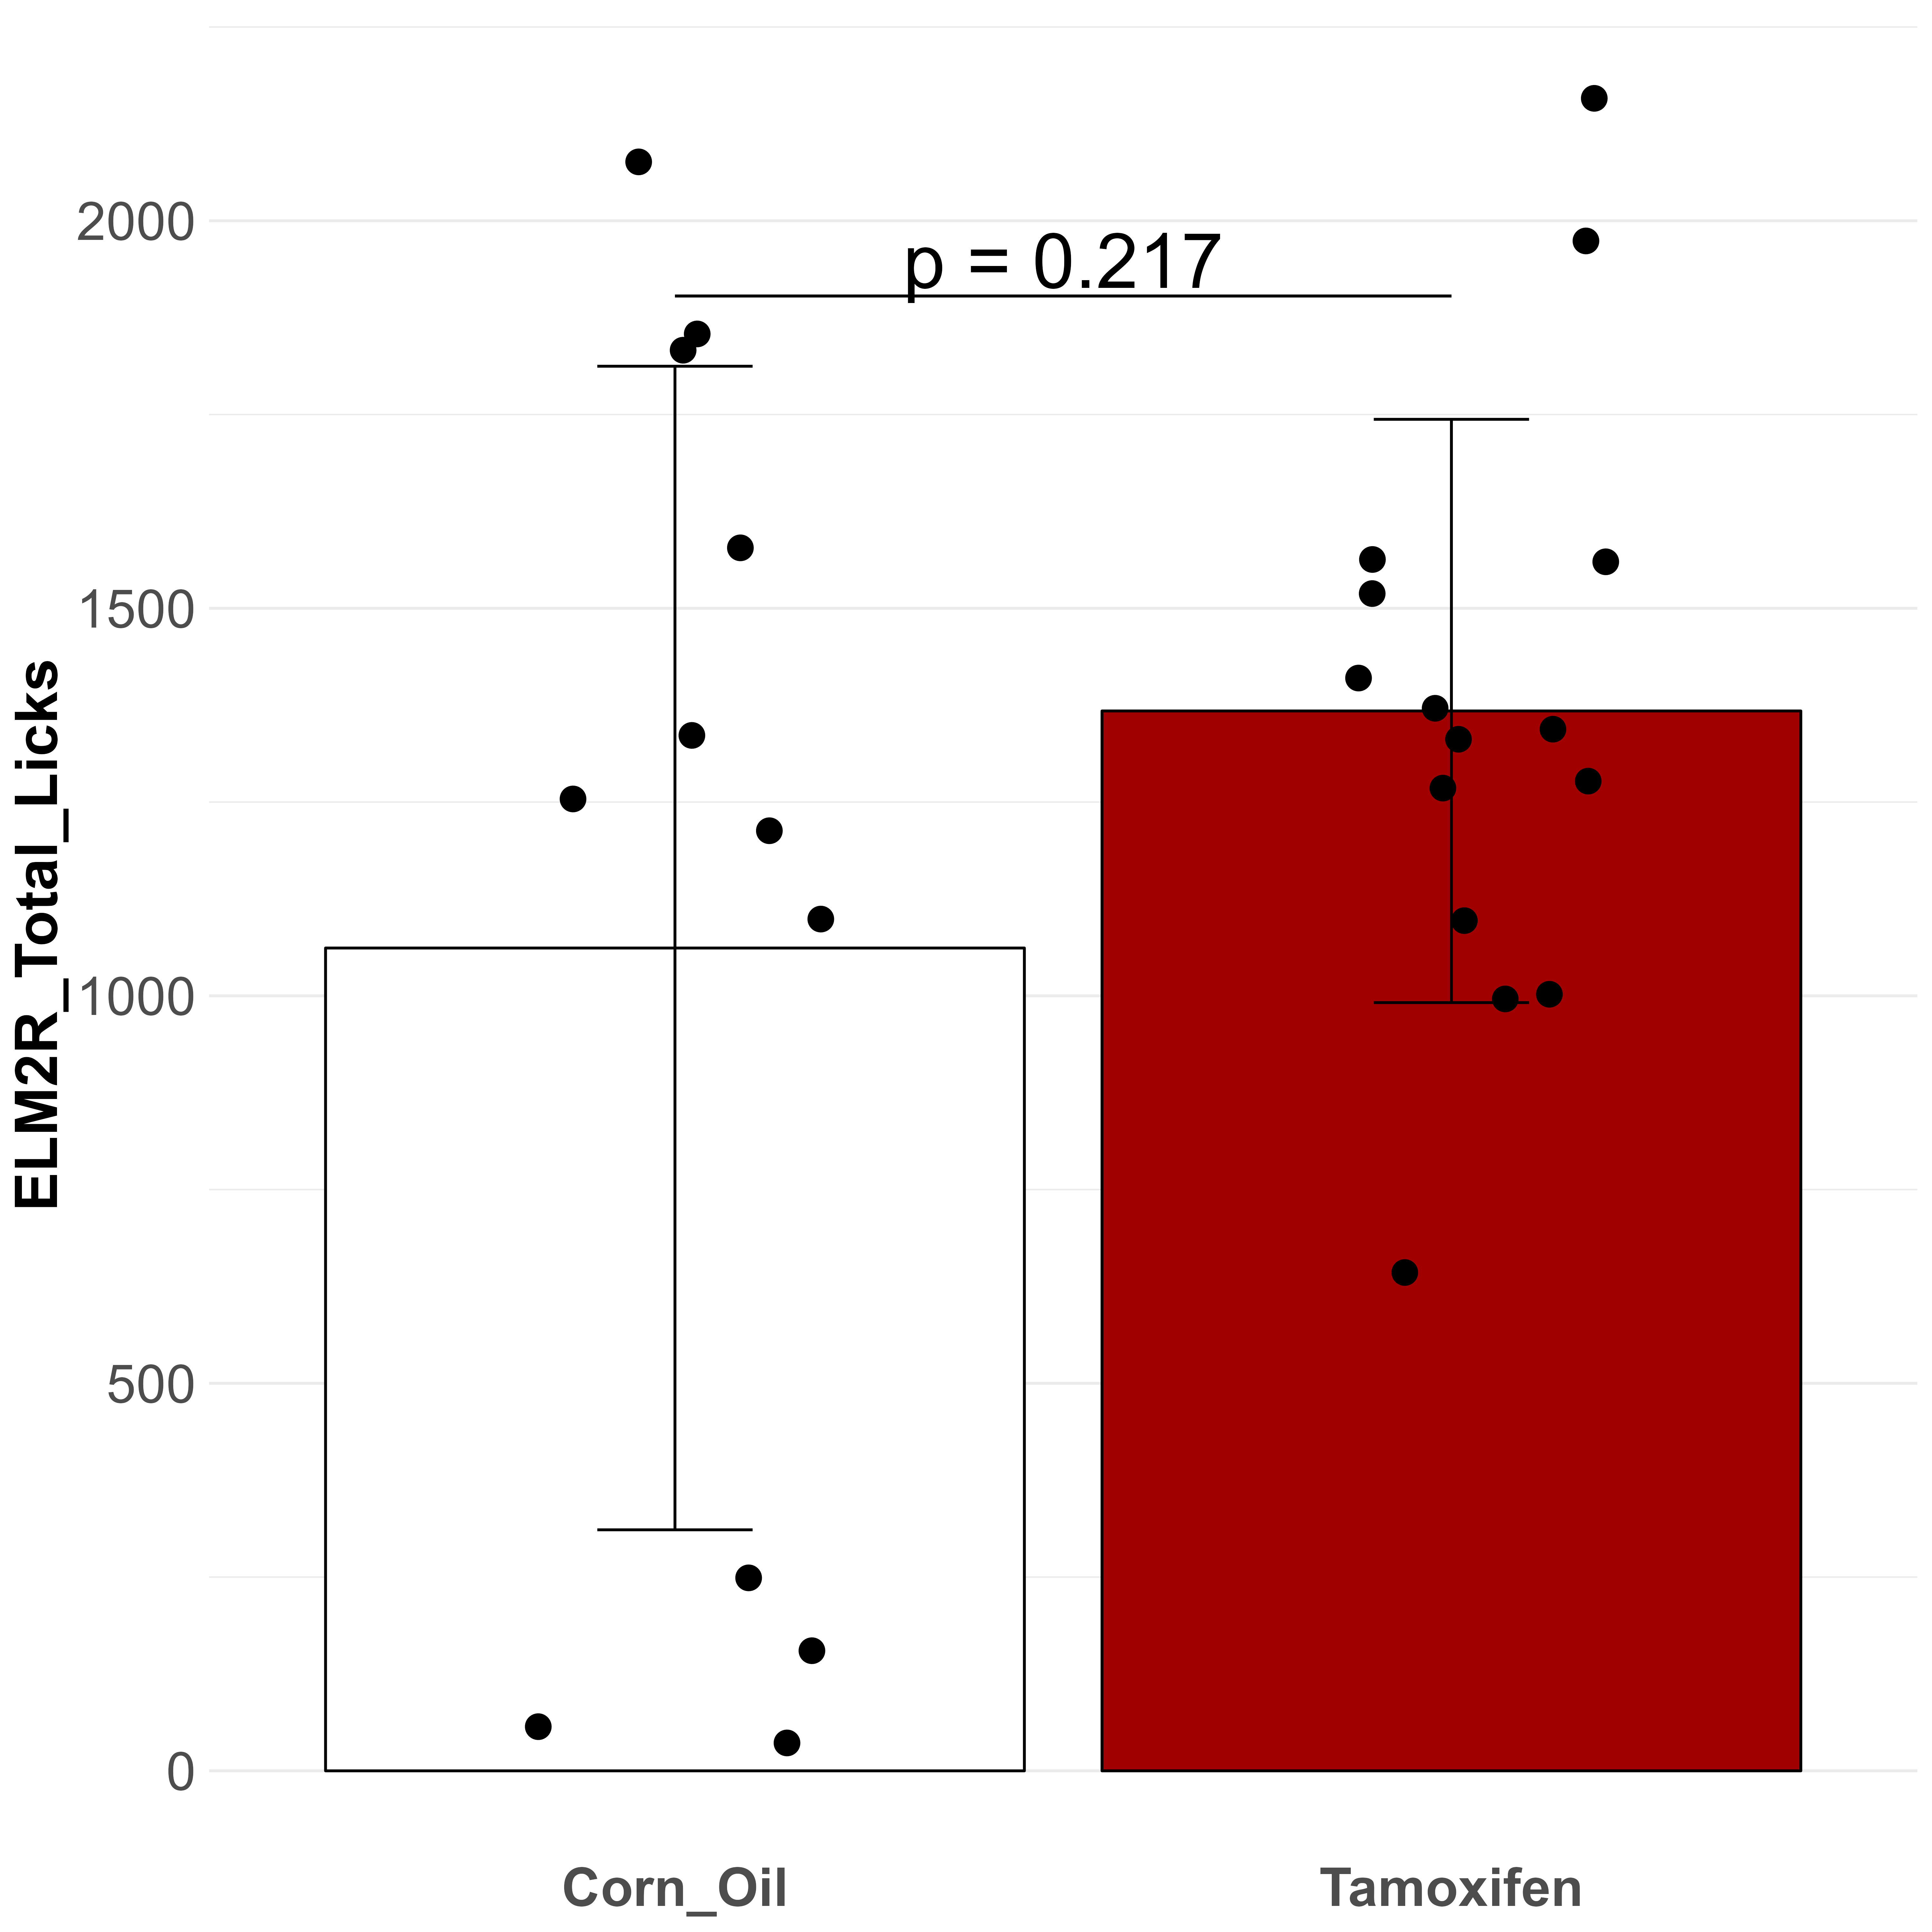 ELM2R_Total_Licks
2000
1500
1000
500
0
p = 0.217
Corn_Oil
Tamoxifen